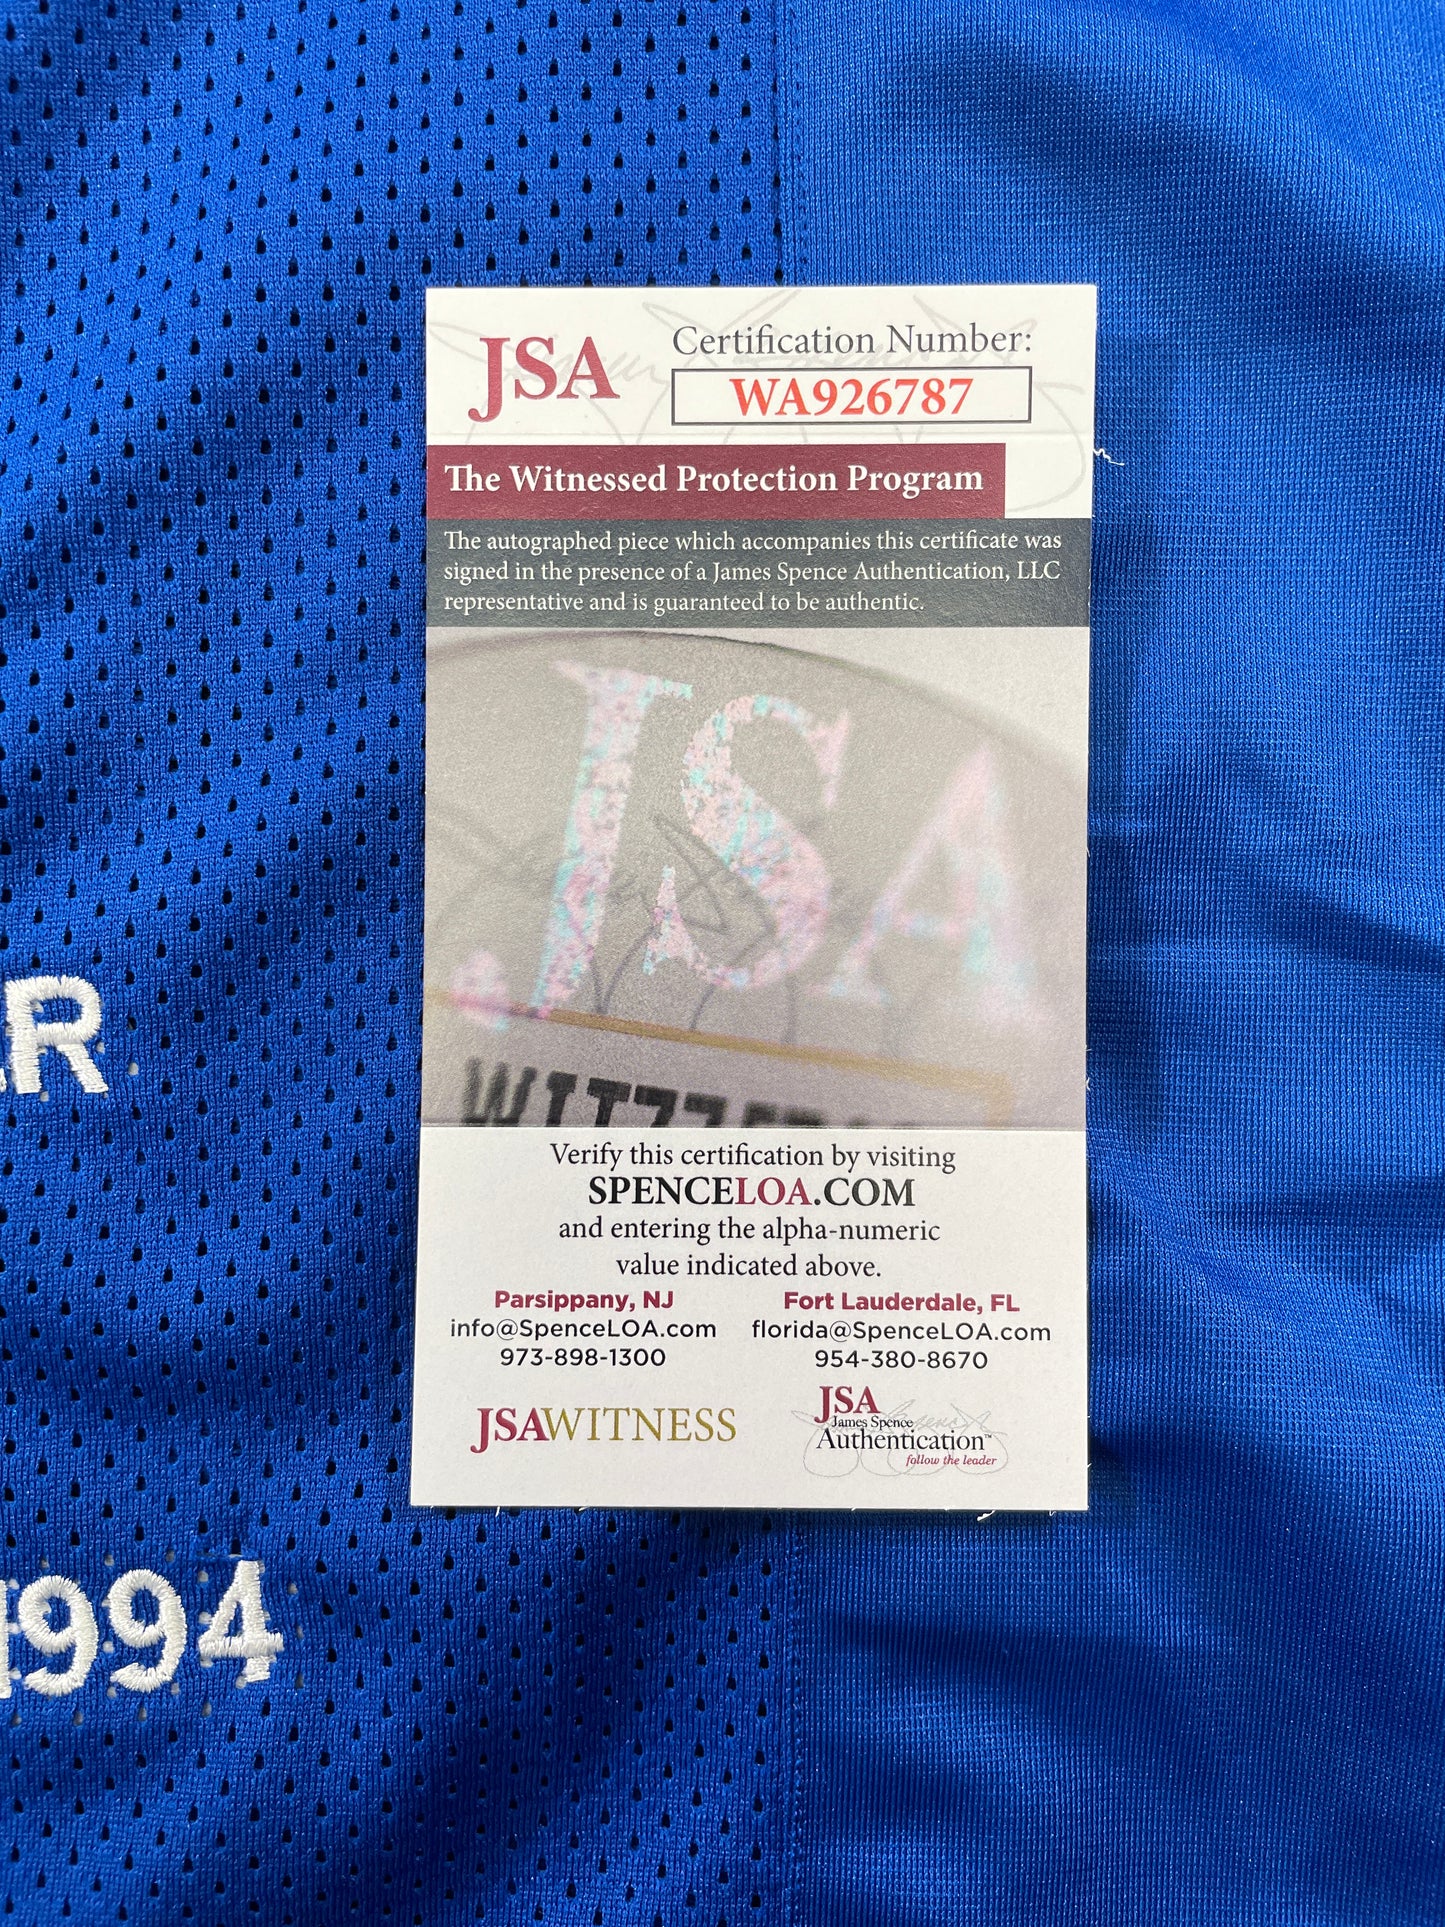 JSA
Certification Number:
WA926787
The Witnessed Protection Program
The autographed piece which accompanies this certificate was
signed in the presence of a James Spence Authentication, LLC
representative and is guaranteed to be authentic.
JSA
Verify this certification by visiting
SPENCELOA.COM
and entering the alpha-numeric
value indicated above.
Parsippany, NJ
info@SpenceLOA.com
973-898-1300
Fort Lauderdale, FL
florida@SpenceLOA.com
954-380-8670
JSAWITNESS
JSA
James Spence
Authentication™
follow the leader
R
1994